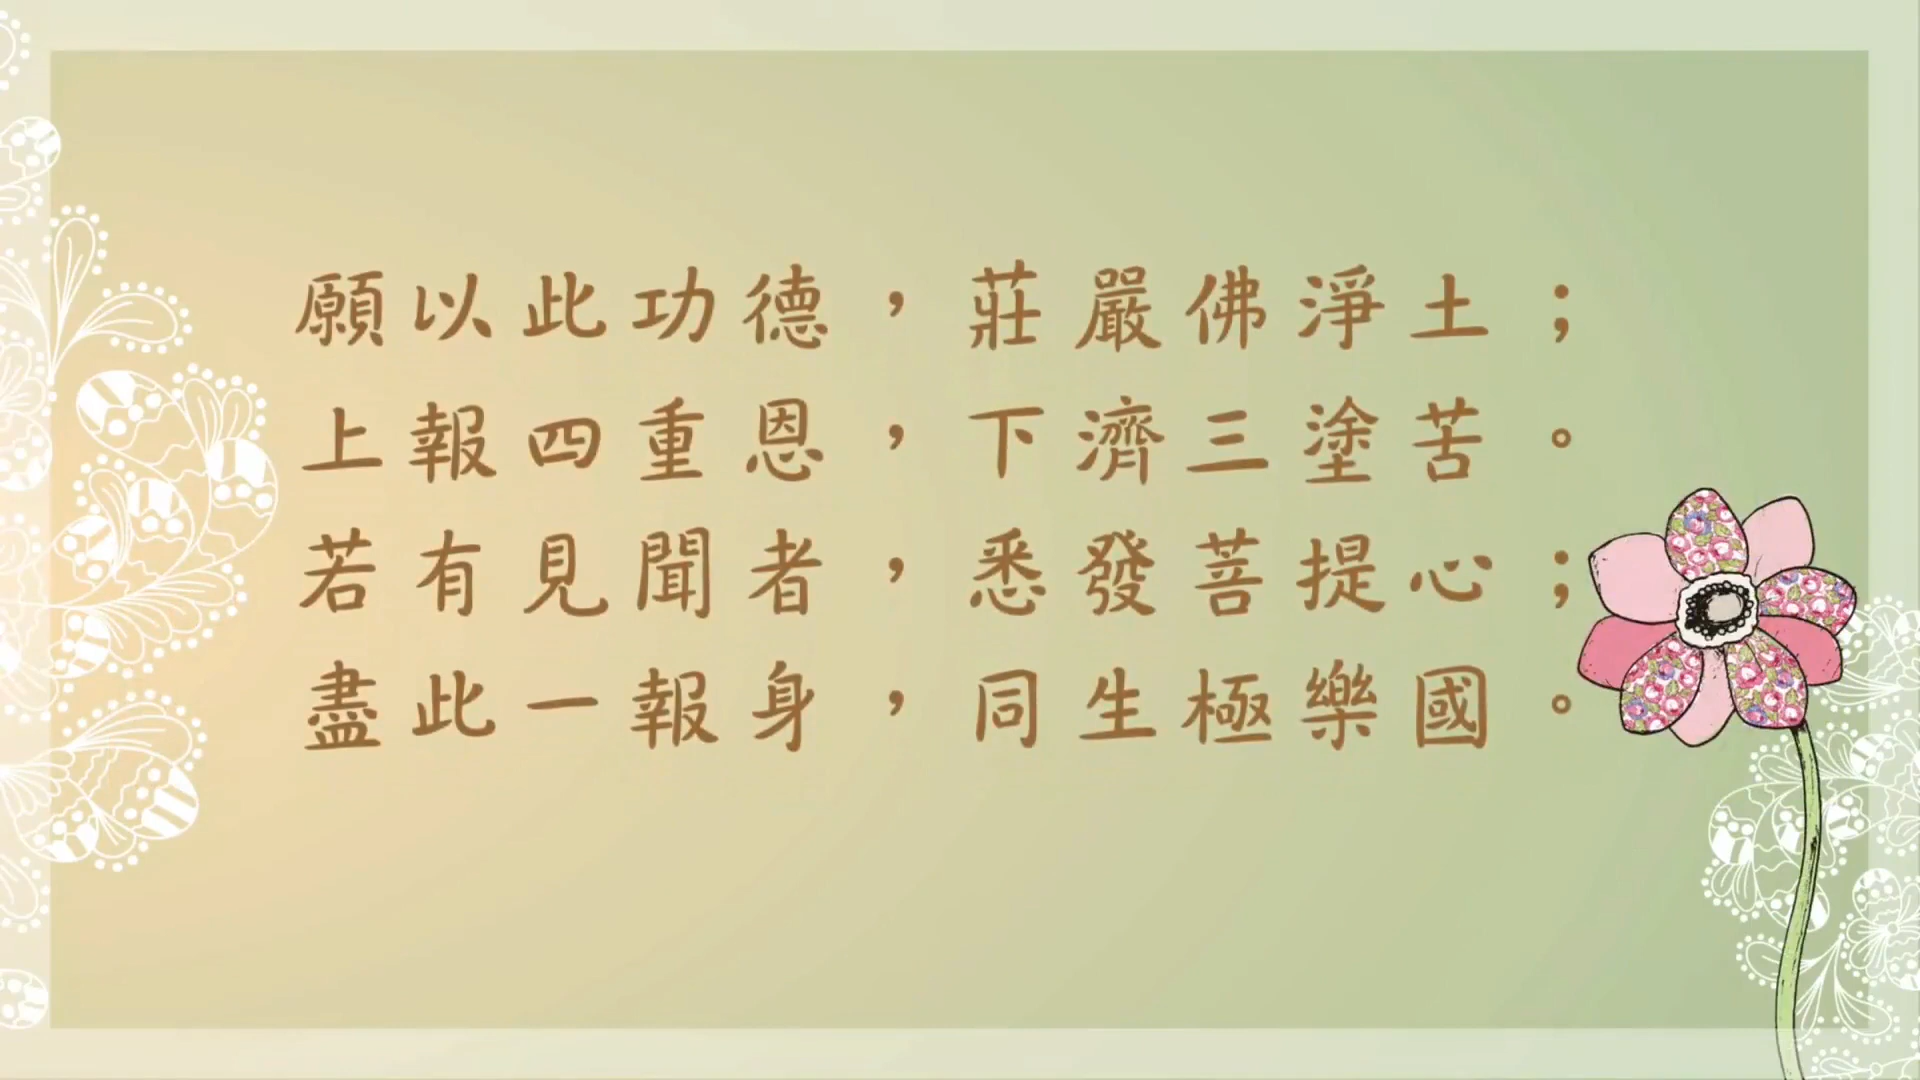 願以此功德，莊嚴佛淨土；
上報四重恩，下濟三塗苦。
若有見聞者，悉發菩提心；
盡此一報身，同生極樂國。